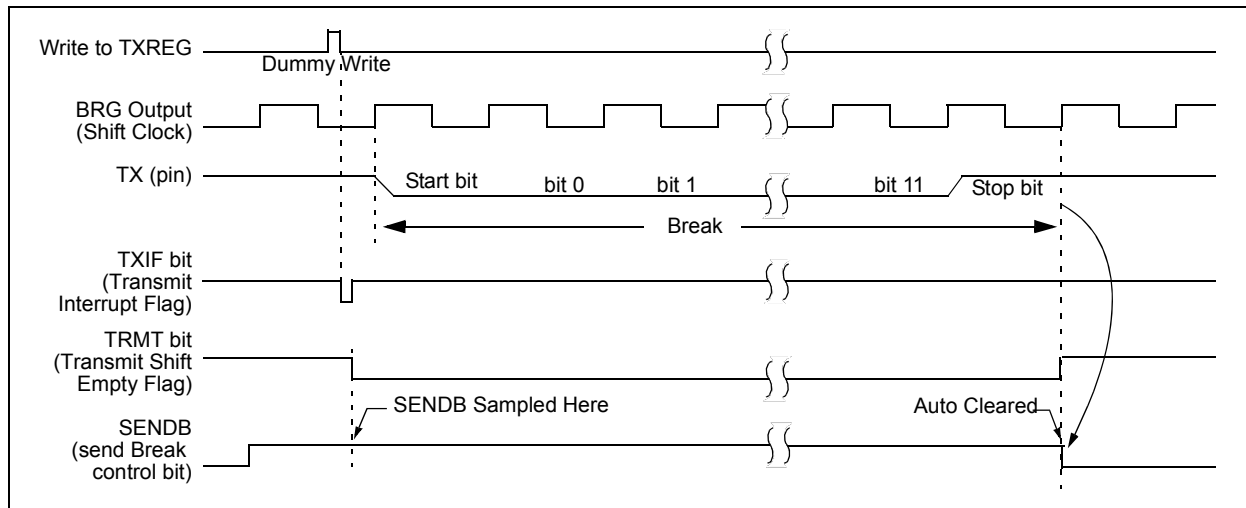 Write to TXREG
Dummy Write
BRG Output
(Shift Clock)
TX (pin)
Start bit
bit 0
bit 1
bit 11
Stop bit
Break
TXIF bit
(Transmit
Interrupt Flag)
TRMT bit
(Transmit Shift
Empty Flag)
SENDB Sampled Here
Auto Cleared
SENDB
(send Break
control bit)